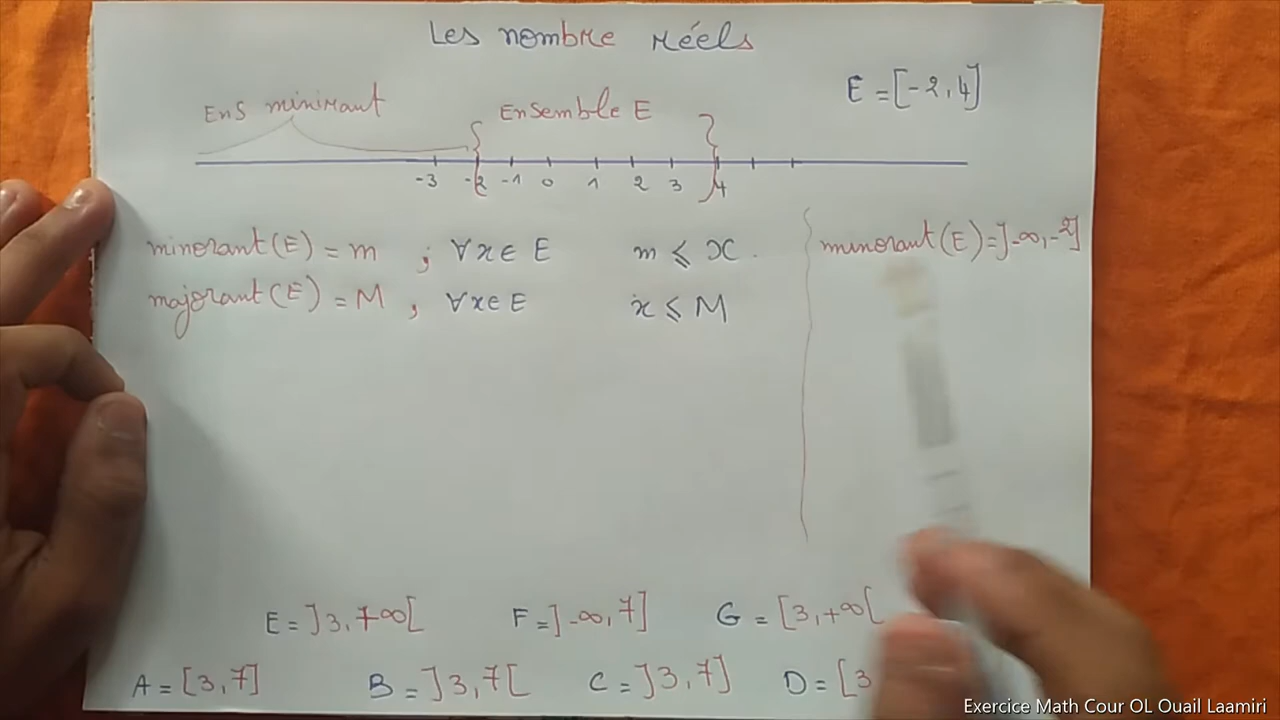 Les nombre réels
E = [-2, 4]
Ens minirant
Ensemble E
-3 -2 -1 0 1 2 3 4
minorant(E) = m ; ∀x∈E m ⩽ x
minorant(E)=]-∞,-2]
majorant(E) = M , ∀x∈E x ⩽ M
E = ]3, +∞[ F = ]-∞, 7] G = [3, +∞[
A = [3, 7] B = ]3, 7[ C = ]3, 7] D = [3
Exercice Math Cour OL Ouail Laamiri